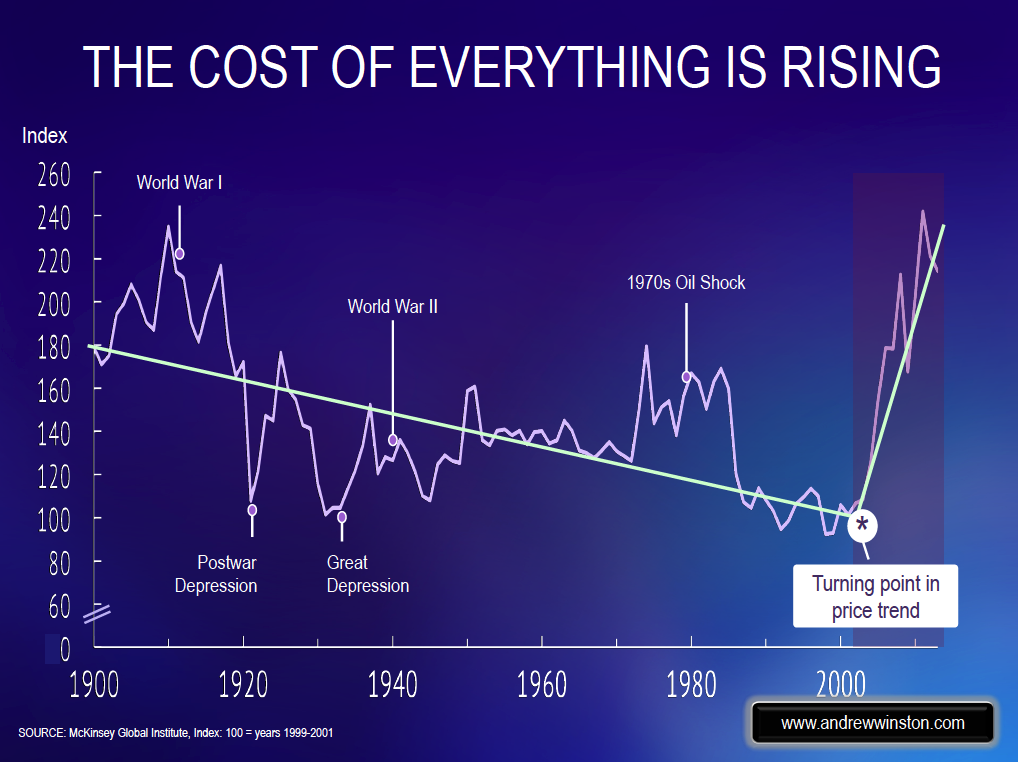 THE COST OF EVERYTHING IS RISING
Index
260
240
220
200
180
160
140
120
100
80
60
0
World War I
World War II
1970s Oil Shock
Postwar
Depression
Great
Depression
*
Turning point in
price trend
1900
1920
1940
1960
1980
2000
www.andrewwinston.com
SOURCE: McKinsey Global Institute, Index: 100 = years 1999-2001